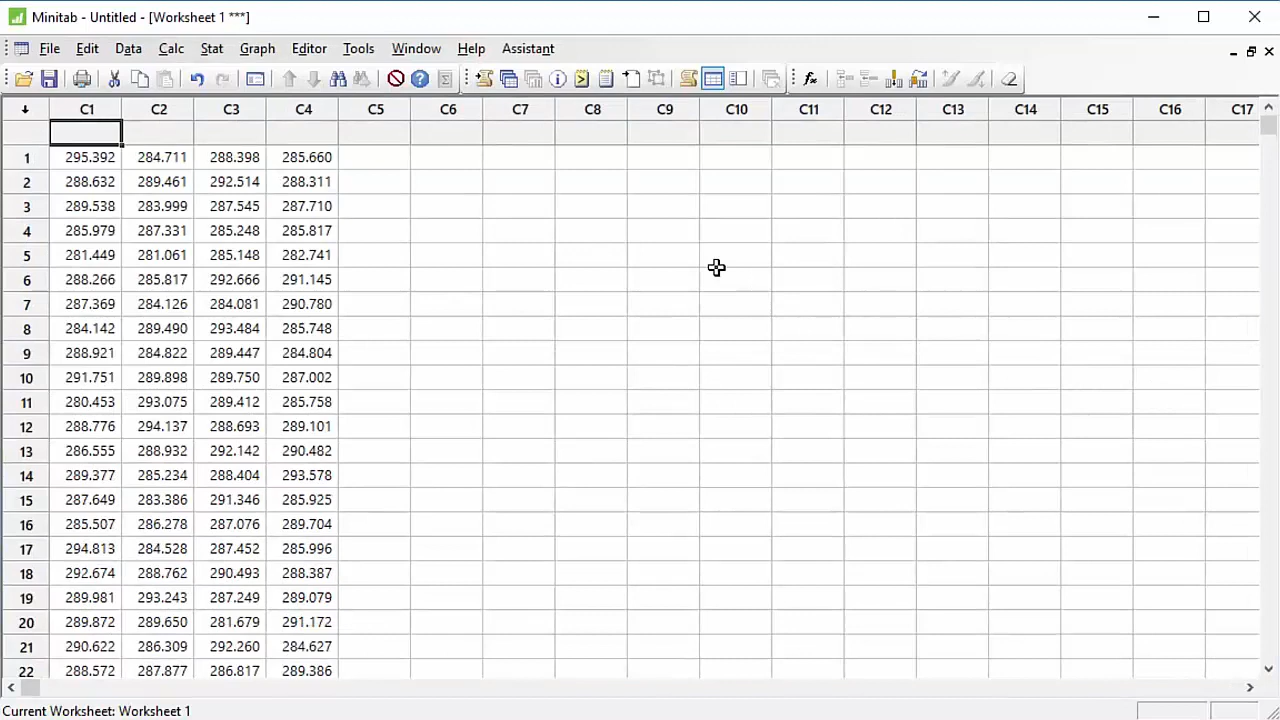 Minitab - Untitled - [Worksheet 1 ***]
File Edit Data Calc Stat Graph Editor Tools Window Help Assistant
C1 C2 C3 C4 C5 C6 C7 C8 C9 C10 C11 C12 C13 C14 C15 C16 C17
1 295.392 284.711 288.398 285.660
2 288.632 289.461 292.514 288.311
3 289.538 283.999 287.545 287.710
4 285.979 287.331 285.248 285.817
5 281.449 281.061 285.148 282.741
6 288.266 285.817 292.666 291.145
7 287.369 284.126 284.081 290.780
8 284.142 289.490 293.484 285.748
9 288.921 284.822 289.447 284.804
10 291.751 289.898 289.750 287.002
11 280.453 293.075 289.412 285.758
12 288.776 294.137 288.693 289.101
13 286.555 288.932 292.142 290.482
14 289.377 285.234 288.404 293.578
15 287.649 283.386 291.346 285.925
16 285.507 286.278 287.076 289.704
17 294.813 284.528 287.452 285.996
18 292.674 288.762 290.493 288.387
19 289.981 293.243 287.249 289.079
20 289.872 289.650 281.679 291.172
21 290.622 286.309 292.260 284.627
22 288.572 287.877 286.817 289.386
Current Worksheet: Worksheet 1